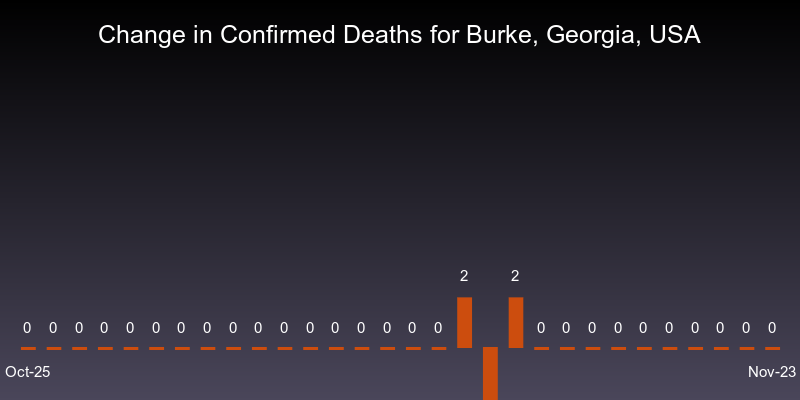 Change in Confirmed Deaths for Burke, Georgia, USA
2 2
0 0 0 0 0 0 0 0 0 0 0 0 0 0 0 0 0 0 0 0 0 0 0 0 0 0 0
Oct-25 Nov-23